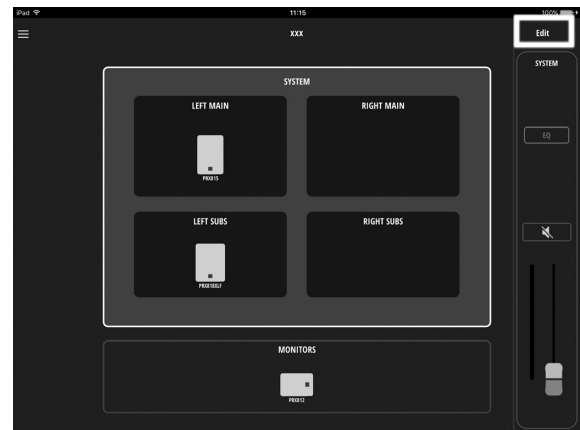 iPad 11:15 100%
xxx
Edit
SYSTEM
SYSTEM
LEFT MAIN RIGHT MAIN
EQ
PRX815
LEFT SUBS RIGHT SUBS
PRX818XLF
MONITORS
PRX812